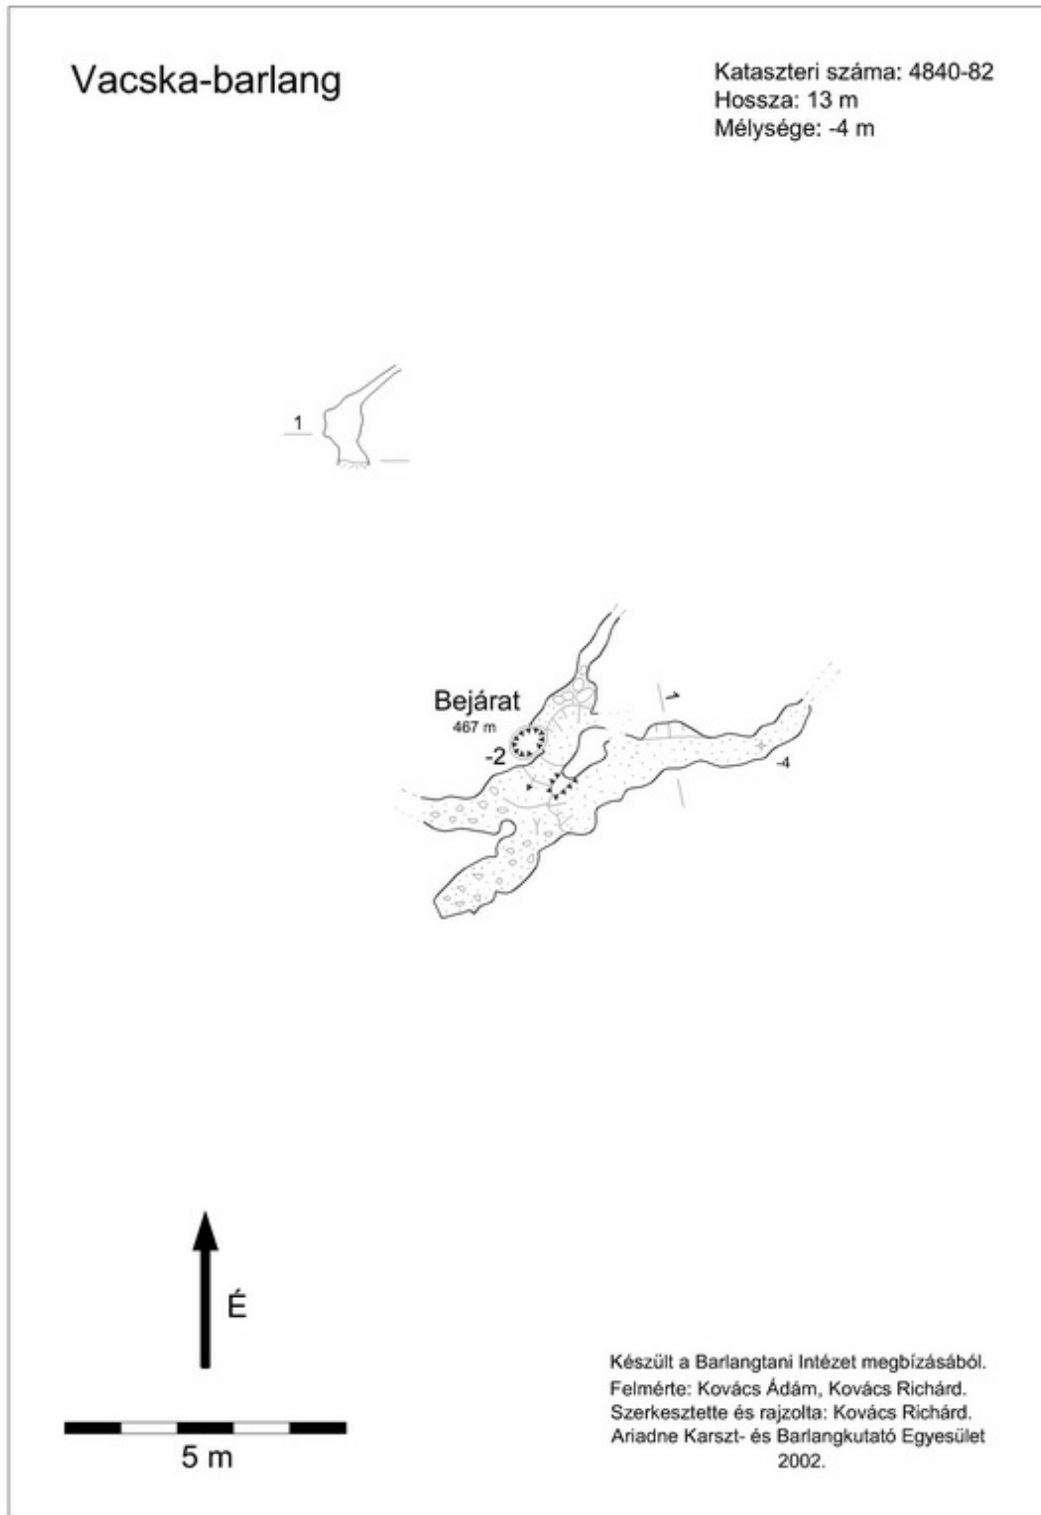 Vacska-barlang
Kataszteri száma: 4840-82
Hossza: 13 m
Mélysége: -4 m
1
Bejárat
467 m
-2
1
-4
É
5 m
Készült a Barlangtani Intézet megbízásából.
Felmérte: Kovács Ádám, Kovács Richárd.
Szerkesztette és rajzolta: Kovács Richárd.
Ariadne Karszt- és Barlangkutató Egyesület
2002.